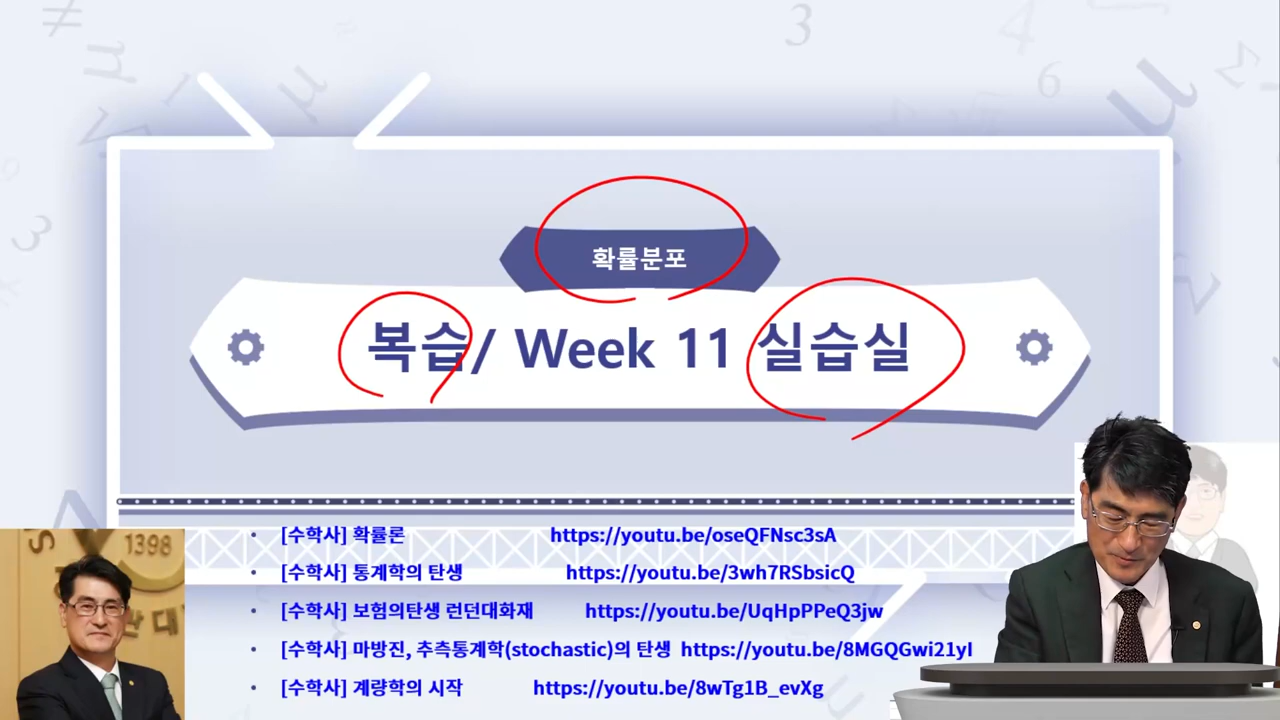 확률분포
복습/ Week 11 실습실
• [수학사] 확률론 https://youtu.be/oseQFNsc3sA
• [수학사] 통계학의 탄생 https://youtu.be/3wh7RSbsicQ
• [수학사] 보험의탄생 런던대화재 https://youtu.be/UqHpPPeQ3jw
• [수학사] 마방진, 추측통계학(stochastic)의 탄생 https://youtu.be/8MGQGwi21yI
• [수학사] 계량학의 시작 https://youtu.be/8wTg1B_evXg
1398